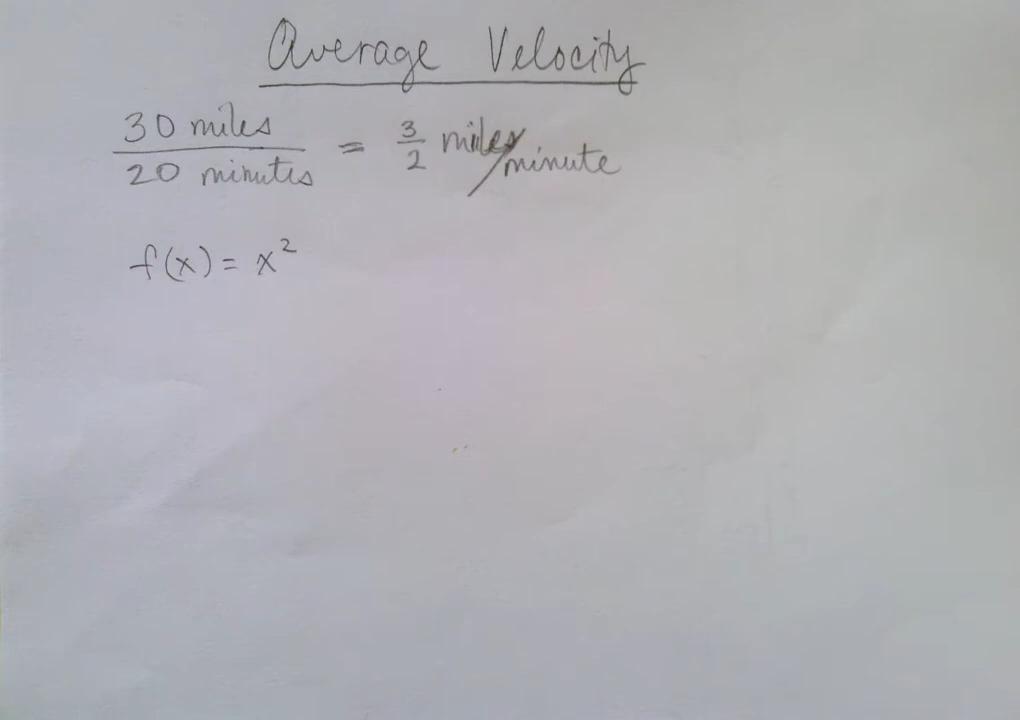 Average Velocity
30 miles / 20 minutes = 3/2 miles/minute
f(x) = x²